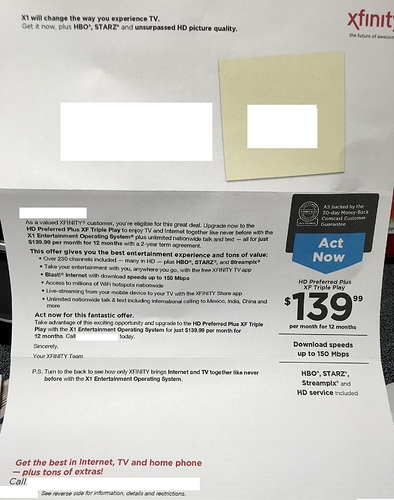 X1 will change the way you experience TV.
Get it now, plus HBO®, STARZ® and unsurpassed HD picture quality.
xfinity
the future of awesome
As a valued XFINITY® customer, you're eligible for this great deal. Upgrade now to the
HD Preferred Plus XF Triple Play to enjoy TV and Internet together like never before with the
X1 Entertainment Operating System® plus unlimited nationwide talk and text — all for just
$139.99 per month for 12 months with a 2-year term agreement.
This offer gives you the best entertainment experience and tons of value:
• Over 230 channels included — many in HD — plus HBO®, STARZ®, and Streampix®
• Take your entertainment with you, anywhere you go, with the free XFINITY TV app
• Blast!® Internet with download speeds up to 150 Mbps
• Access to millions of WiFi hotspots nationwide
• Live-streaming from your mobile device to your TV with the XFINITY Share app
• Unlimited nationwide talk and text including international calling to Mexico, India, China and
more
Act now for this fantastic offer.
Take advantage of this exciting opportunity and upgrade to the HD Preferred Plus XF Triple
Play with the X1 Entertainment Operating System for just $139.99 per month for
12 months. Call today.
Sincerely,
Your XFINITY Team
P.S. Turn to the back to see how only XFINITY brings Internet and TV together like never
before with the X1 Entertainment Operating System.
All backed by the
30-day Money-Back
Comcast Customer
Guarantee
Act
Now
HD Preferred Plus
XF Triple Play
$139.99
per month for 12 months
Download speeds
up to 150 Mbps
HBO®, STARZ®,
Streampix® and
HD service included
Get the best in Internet, TV and home phone
— plus tons of extras!
Call
See reverse side for information, details and restrictions.